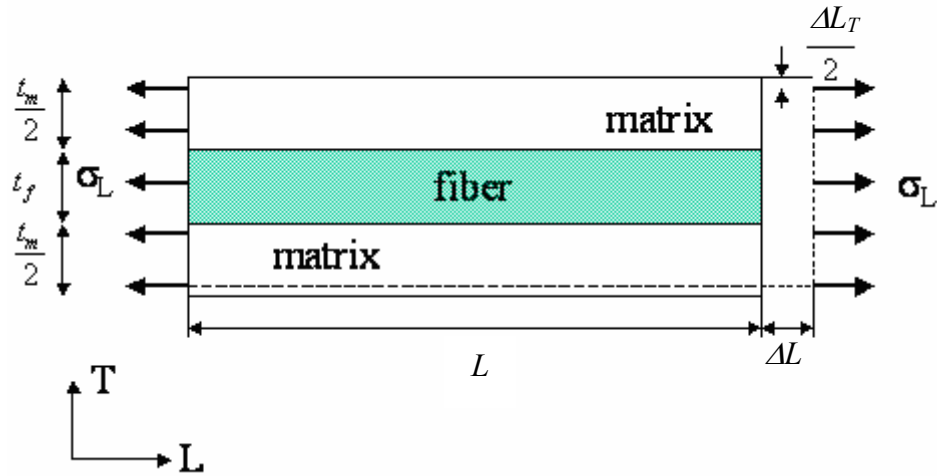 ΔL_T
2
t_m
2
matrix
t_f
σ_L
fiber
σ_L
t_m
2
matrix
L
ΔL
T
L